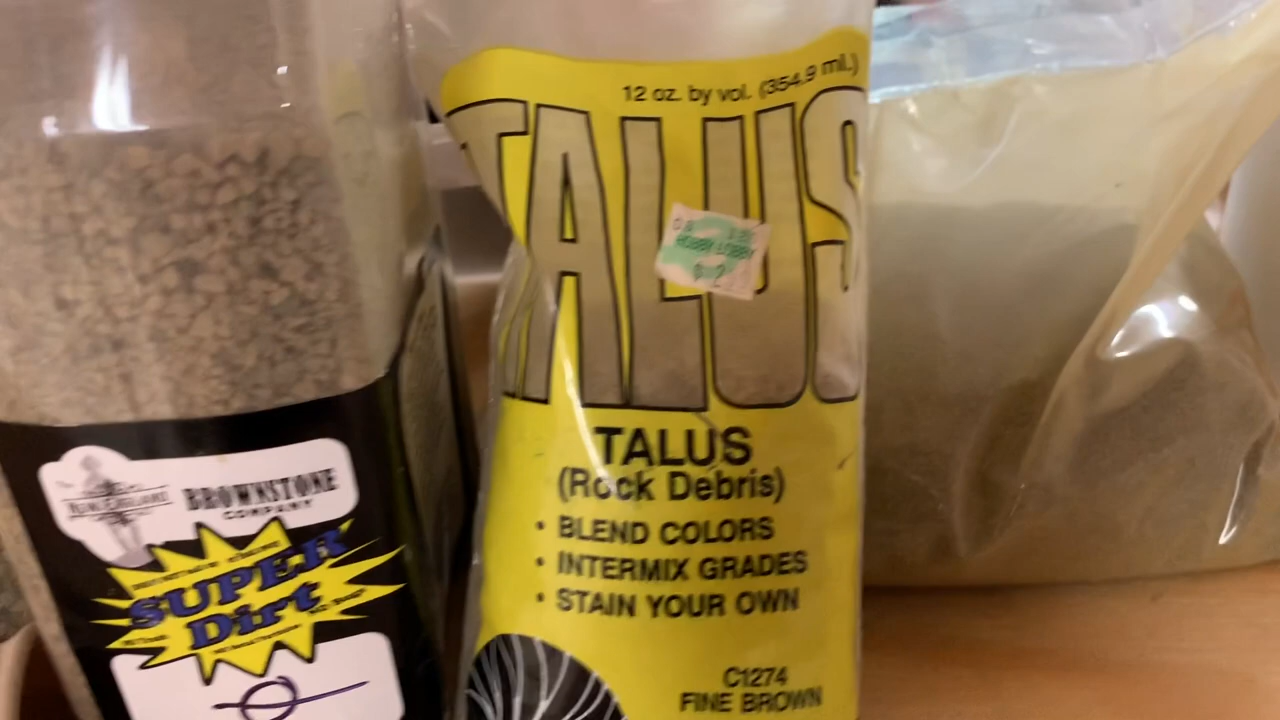 12 oz. by vol. (354.9 ml.)
TALUS
HOBBY LOBBY
TALUS
(Rock Debris)
• BLEND COLORS
• INTERMIX GRADES
• STAIN YOUR OWN
C1274
FINE BROWN
BROWNSTONE
COMPANY
SUPER
Dirt